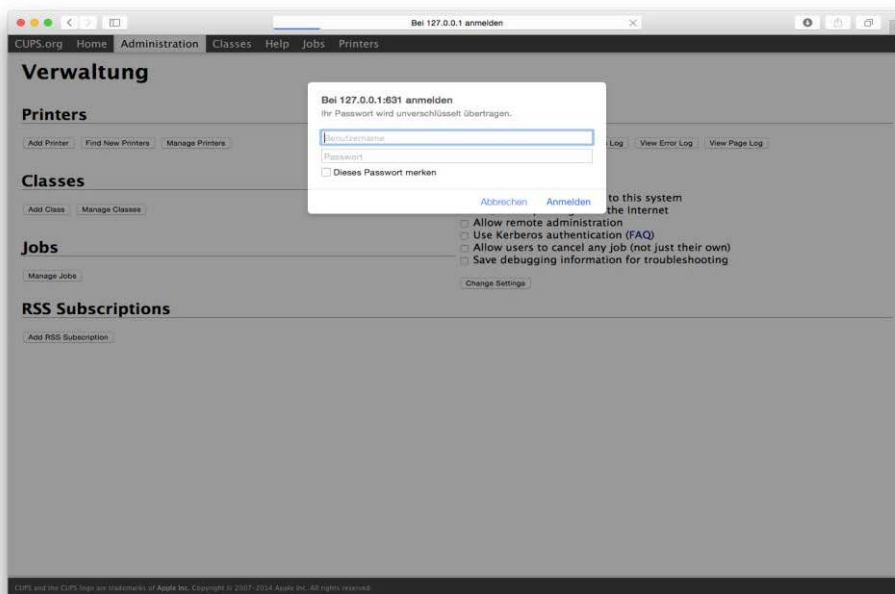 Bei 127.0.0.1 anmelden
CUPS.org Home Administration Classes Help Jobs Printers
Verwaltung
Bei 127.0.0.1:631 anmelden
Ihr Passwort wird unverschlüsselt übertragen.
Benutzername
Passwort
Dieses Passwort merken
Abbrechen Anmelden
Printers
Add Printer Find New Printers Manage Printers
Classes
Add Class Manage Classes
Jobs
Manage Jobs
RSS Subscriptions
Add RSS Subscription
Log View Error Log View Page Log
to this system
the Internet
Allow remote administration
Use Kerberos authentication (FAQ)
Allow users to cancel any job (not just their own)
Save debugging information for troubleshooting
Change Settings
CUPS and the CUPS logo are trademarks of Apple Inc. Copyright © 2007-2014 Apple Inc. All rights reserved.